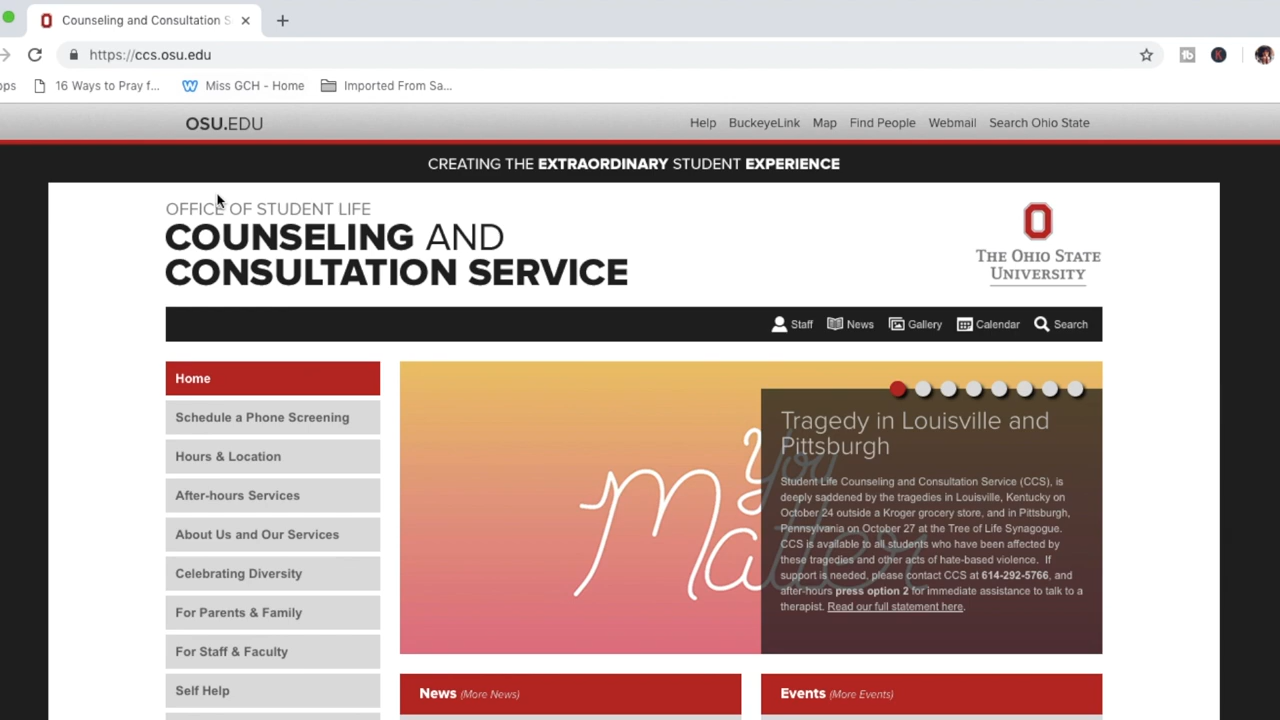 Counseling and Consultation S
https://ccs.osu.edu
ops
16 Ways to Pray f...
Miss GCH - Home
Imported From Sa...
OSU.EDU
Help
BuckeyeLink
Map
Find People
Webmail
Search Ohio State
CREATING THE EXTRAORDINARY STUDENT EXPERIENCE
OFFICE OF STUDENT LIFE
COUNSELING AND
CONSULTATION SERVICE
O
THE OHIO STATE
UNIVERSITY
Staff
News
Gallery
Calendar
Search
Home
Schedule a Phone Screening
Hours & Location
After-hours Services
About Us and Our Services
Celebrating Diversity
For Parents & Family
For Staff & Faculty
Self Help
You
Matter
Tragedy in Louisville and
Pittsburgh
Student Life Counseling and Consultation Service (CCS), is
deeply saddened by the tragedies in Louisville, Kentucky on
October 24 outside a Kroger grocery store, and in Pittsburgh,
Pennsylvania on October 27 at the Tree of Life Synagogue.
CCS is available to all students who have been affected by
these tragedies and other acts of hate-based violence. If
support is needed, please contact CCS at 614-292-5766, and
after-hours press option 2 for immediate assistance to talk to a
therapist. Read our full statement here.
News (More News)
Events (More Events)